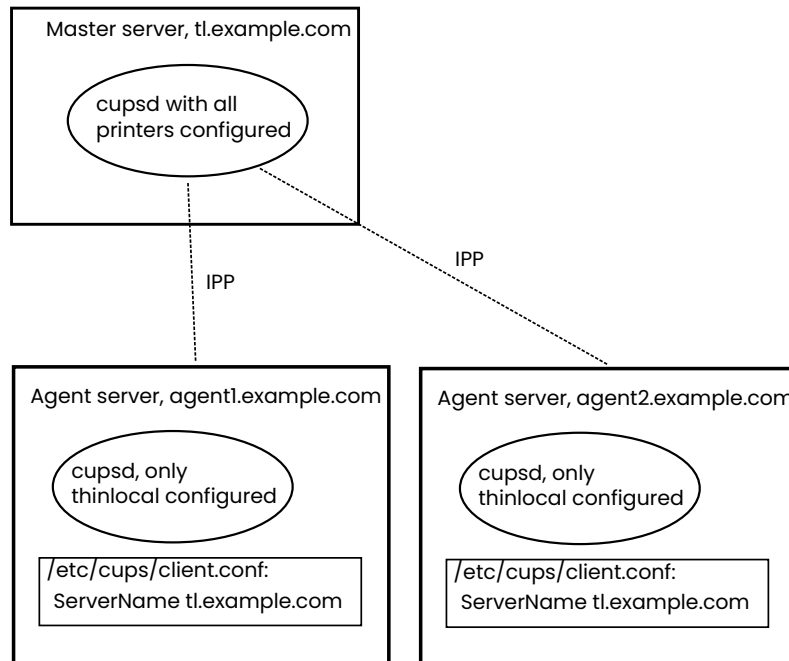 Master server, tl.example.com
cupsd with all
printers configured
IPP
IPP
Agent server, agent1.example.com
cupsd, only
thinlocal configured
/etc/cups/client.conf:
ServerName tl.example.com
Agent server, agent2.example.com
cupsd, only
thinlocal configured
/etc/cups/client.conf:
ServerName tl.example.com